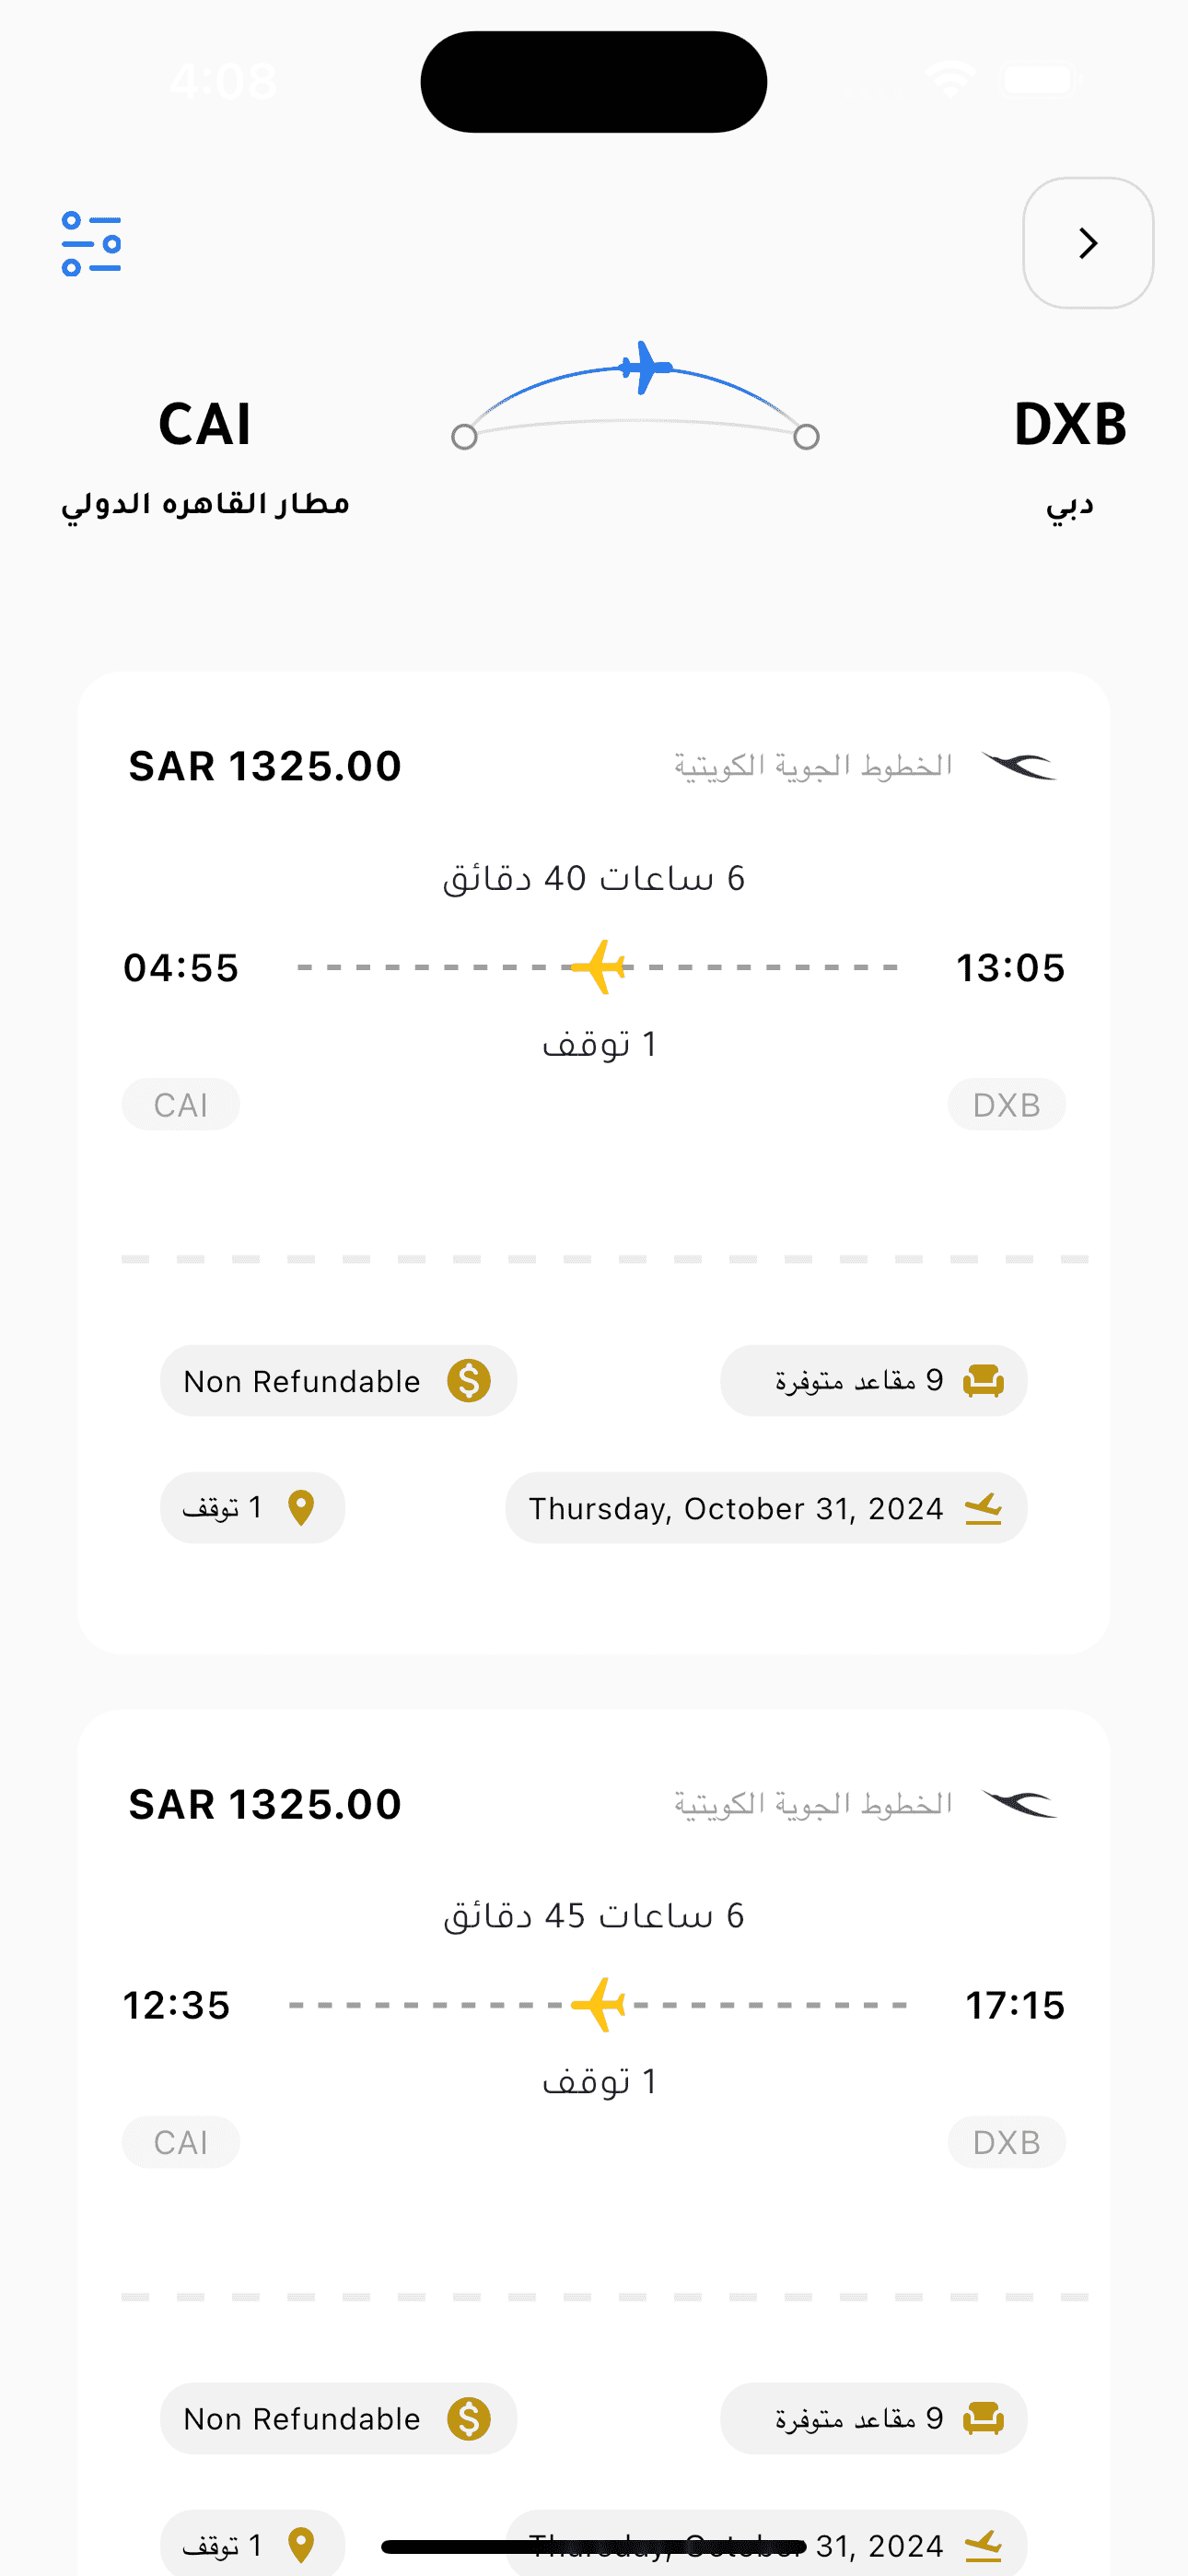 4:08
DXB
CAI
دبي
مطار القاهره الدولي
الخطوط الجوية الكويتية
SAR 1325.00
6 ساعات 40 دقائق
13:05
04:55
1 توقف
DXB
CAI
9 مقاعد متوفرة
Non Refundable
Thursday, October 31, 2024
1 توقف
الخطوط الجوية الكويتية
SAR 1325.00
6 ساعات 45 دقائق
17:15
12:35
1 توقف
DXB
CAI
9 مقاعد متوفرة
Non Refundable
Thursday, October 31, 2024
1 توقف